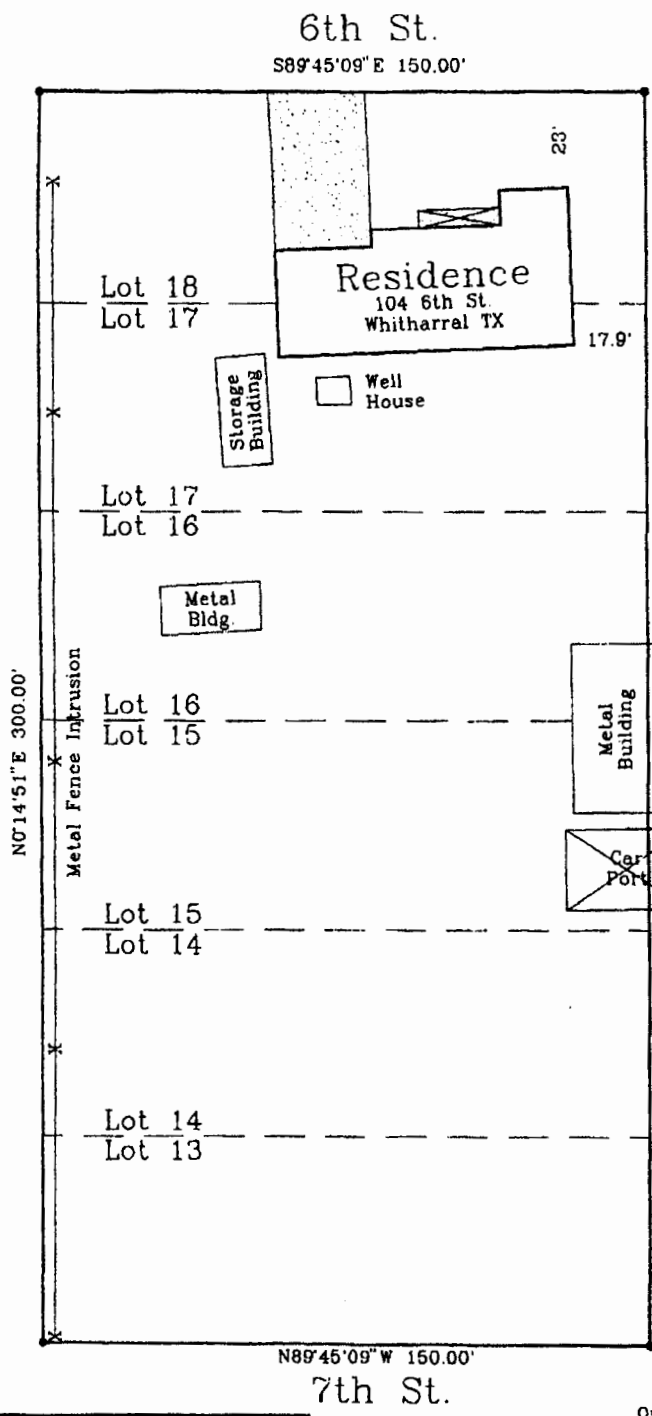 6th St.
S89°45'09"E 150.00'
23'
Residence
104 6th St.
Whitharral TX
Lot 18
Lot 17
17.9'
Storage
Building
Well
House
Lot 17
Lot 16
Metal
Bldg.
N0°14'51"E 300.00'
Metal Fence Intrusion
Lot 16
Lot 15
Metal
Building
Car
Port
Lot 15
Lot 14
Lot 14
Lot 13
N89°45'09"W 150.00'
7th St.